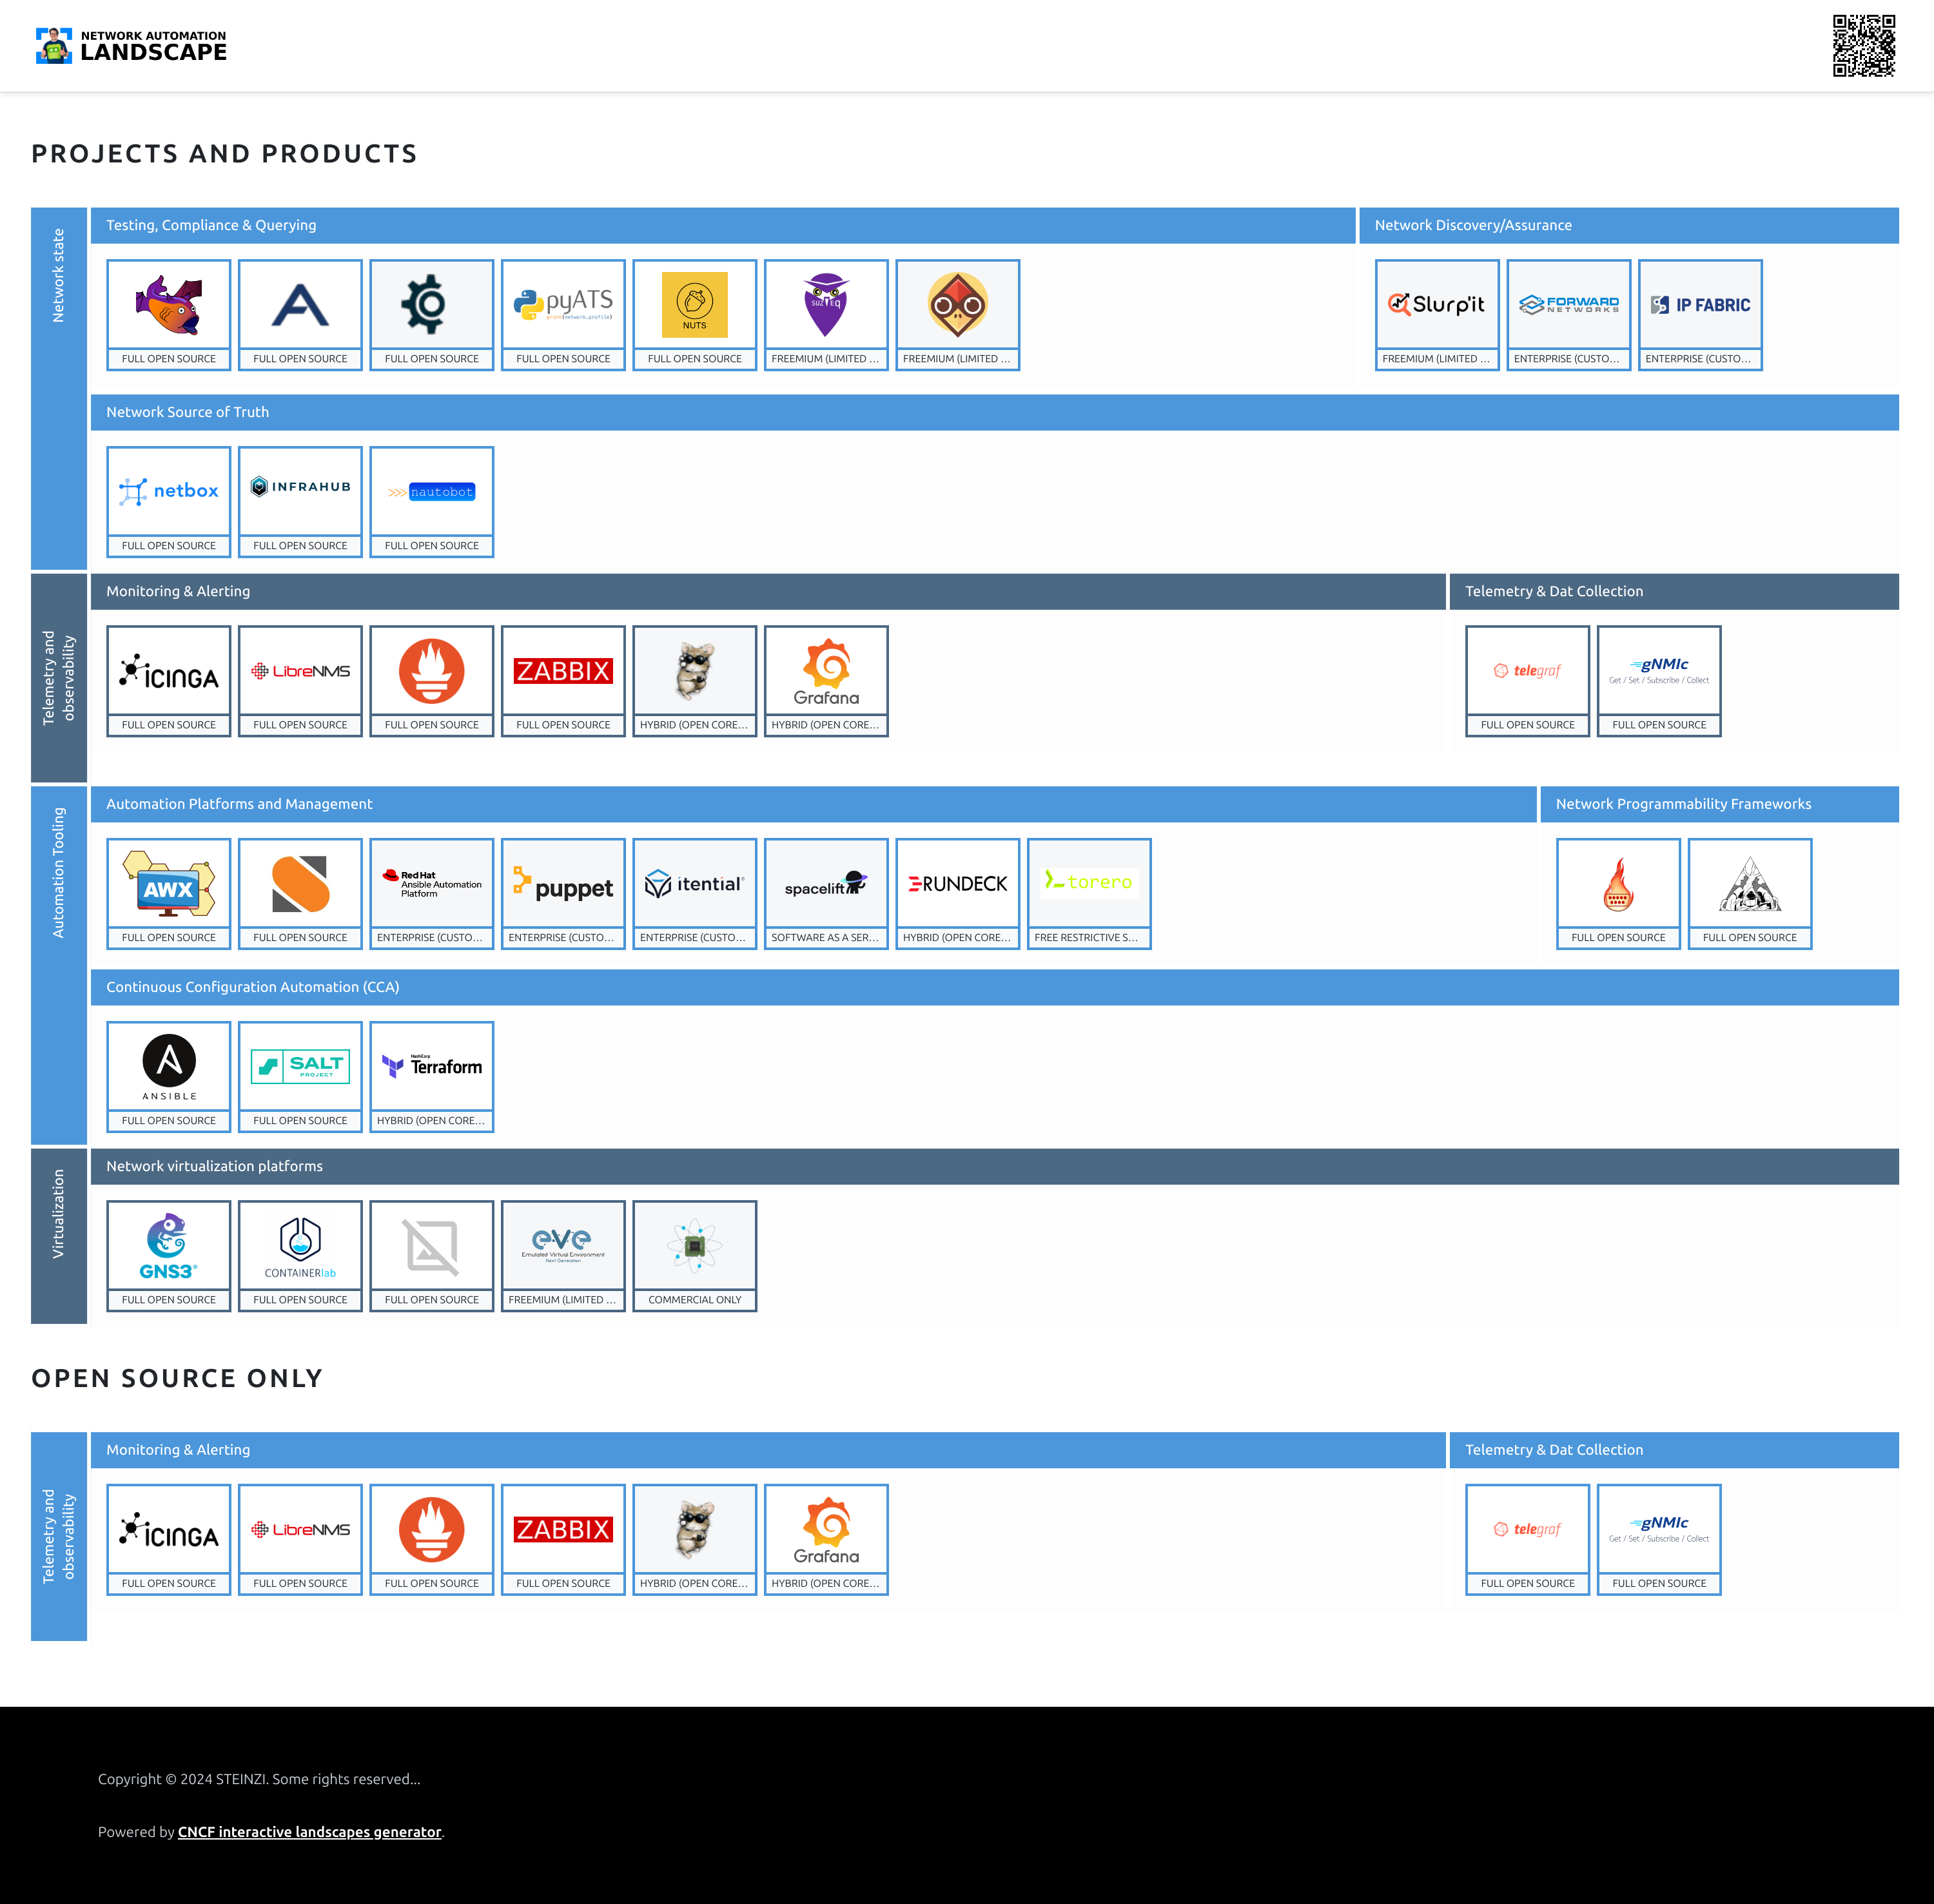 NETWORK AUTOMATION
LANDSCAPE
PROJECTS AND PRODUCTS
Network state
Testing, Compliance & Querying
pyATS
print(network.profile)
NUTS
SUZIEq
FULL OPEN SOURCE
FULL OPEN SOURCE
FULL OPEN SOURCE
FULL OPEN SOURCE
FULL OPEN SOURCE
FREEMIUM (LIMITED ...
FREEMIUM (LIMITED ...
Network Discovery/Assurance
Slurp'it
FORWARD
NETWORKS
IP FABRIC
FREEMIUM (LIMITED ...
ENTERPRISE (CUSTO...
ENTERPRISE (CUSTO...
Network Source of Truth
netbox
INFRAHUB
>>> nautobot
FULL OPEN SOURCE
FULL OPEN SOURCE
FULL OPEN SOURCE
Telemetry and
observability
Monitoring & Alerting
iCINGA
LibreNMS
ZABBIX
Grafana
FULL OPEN SOURCE
FULL OPEN SOURCE
FULL OPEN SOURCE
FULL OPEN SOURCE
HYBRID (OPEN CORE...
HYBRID (OPEN CORE...
Telemetry & Dat Collection
telegraf
gNMIc
Get / Set / Subscribe / Collect
FULL OPEN SOURCE
FULL OPEN SOURCE
Automation Tooling
Automation Platforms and Management
AWX
Red Hat
Ansible Automation
Platform
puppet
itential®
spacelift
RUNDECK
torero
FULL OPEN SOURCE
FULL OPEN SOURCE
ENTERPRISE (CUSTO...
ENTERPRISE (CUSTO...
ENTERPRISE (CUSTO...
SOFTWARE AS A SER...
HYBRID (OPEN CORE...
FREE RESTRICTIVE S...
Network Programmability Frameworks
FULL OPEN SOURCE
FULL OPEN SOURCE
Continuous Configuration Automation (CCA)
ANSIBLE
SALT
PROJECT
HashiCorp
Terraform
FULL OPEN SOURCE
FULL OPEN SOURCE
HYBRID (OPEN CORE...
Virtualization
Network virtualization platforms
GNS3®
CONTAINERlab
eve
Emulated Virtual Environment
Next Generation
FULL OPEN SOURCE
FULL OPEN SOURCE
FULL OPEN SOURCE
FREEMIUM (LIMITED ...
COMMERCIAL ONLY
OPEN SOURCE ONLY
Telemetry and
observability
Monitoring & Alerting
iCINGA
LibreNMS
ZABBIX
Grafana
FULL OPEN SOURCE
FULL OPEN SOURCE
FULL OPEN SOURCE
FULL OPEN SOURCE
HYBRID (OPEN CORE...
HYBRID (OPEN CORE...
Telemetry & Dat Collection
telegraf
gNMIc
Get / Set / Subscribe / Collect
FULL OPEN SOURCE
FULL OPEN SOURCE
Copyright © 2024 STEINZI. Some rights reserved...
Powered by CNCF interactive landscapes generator.